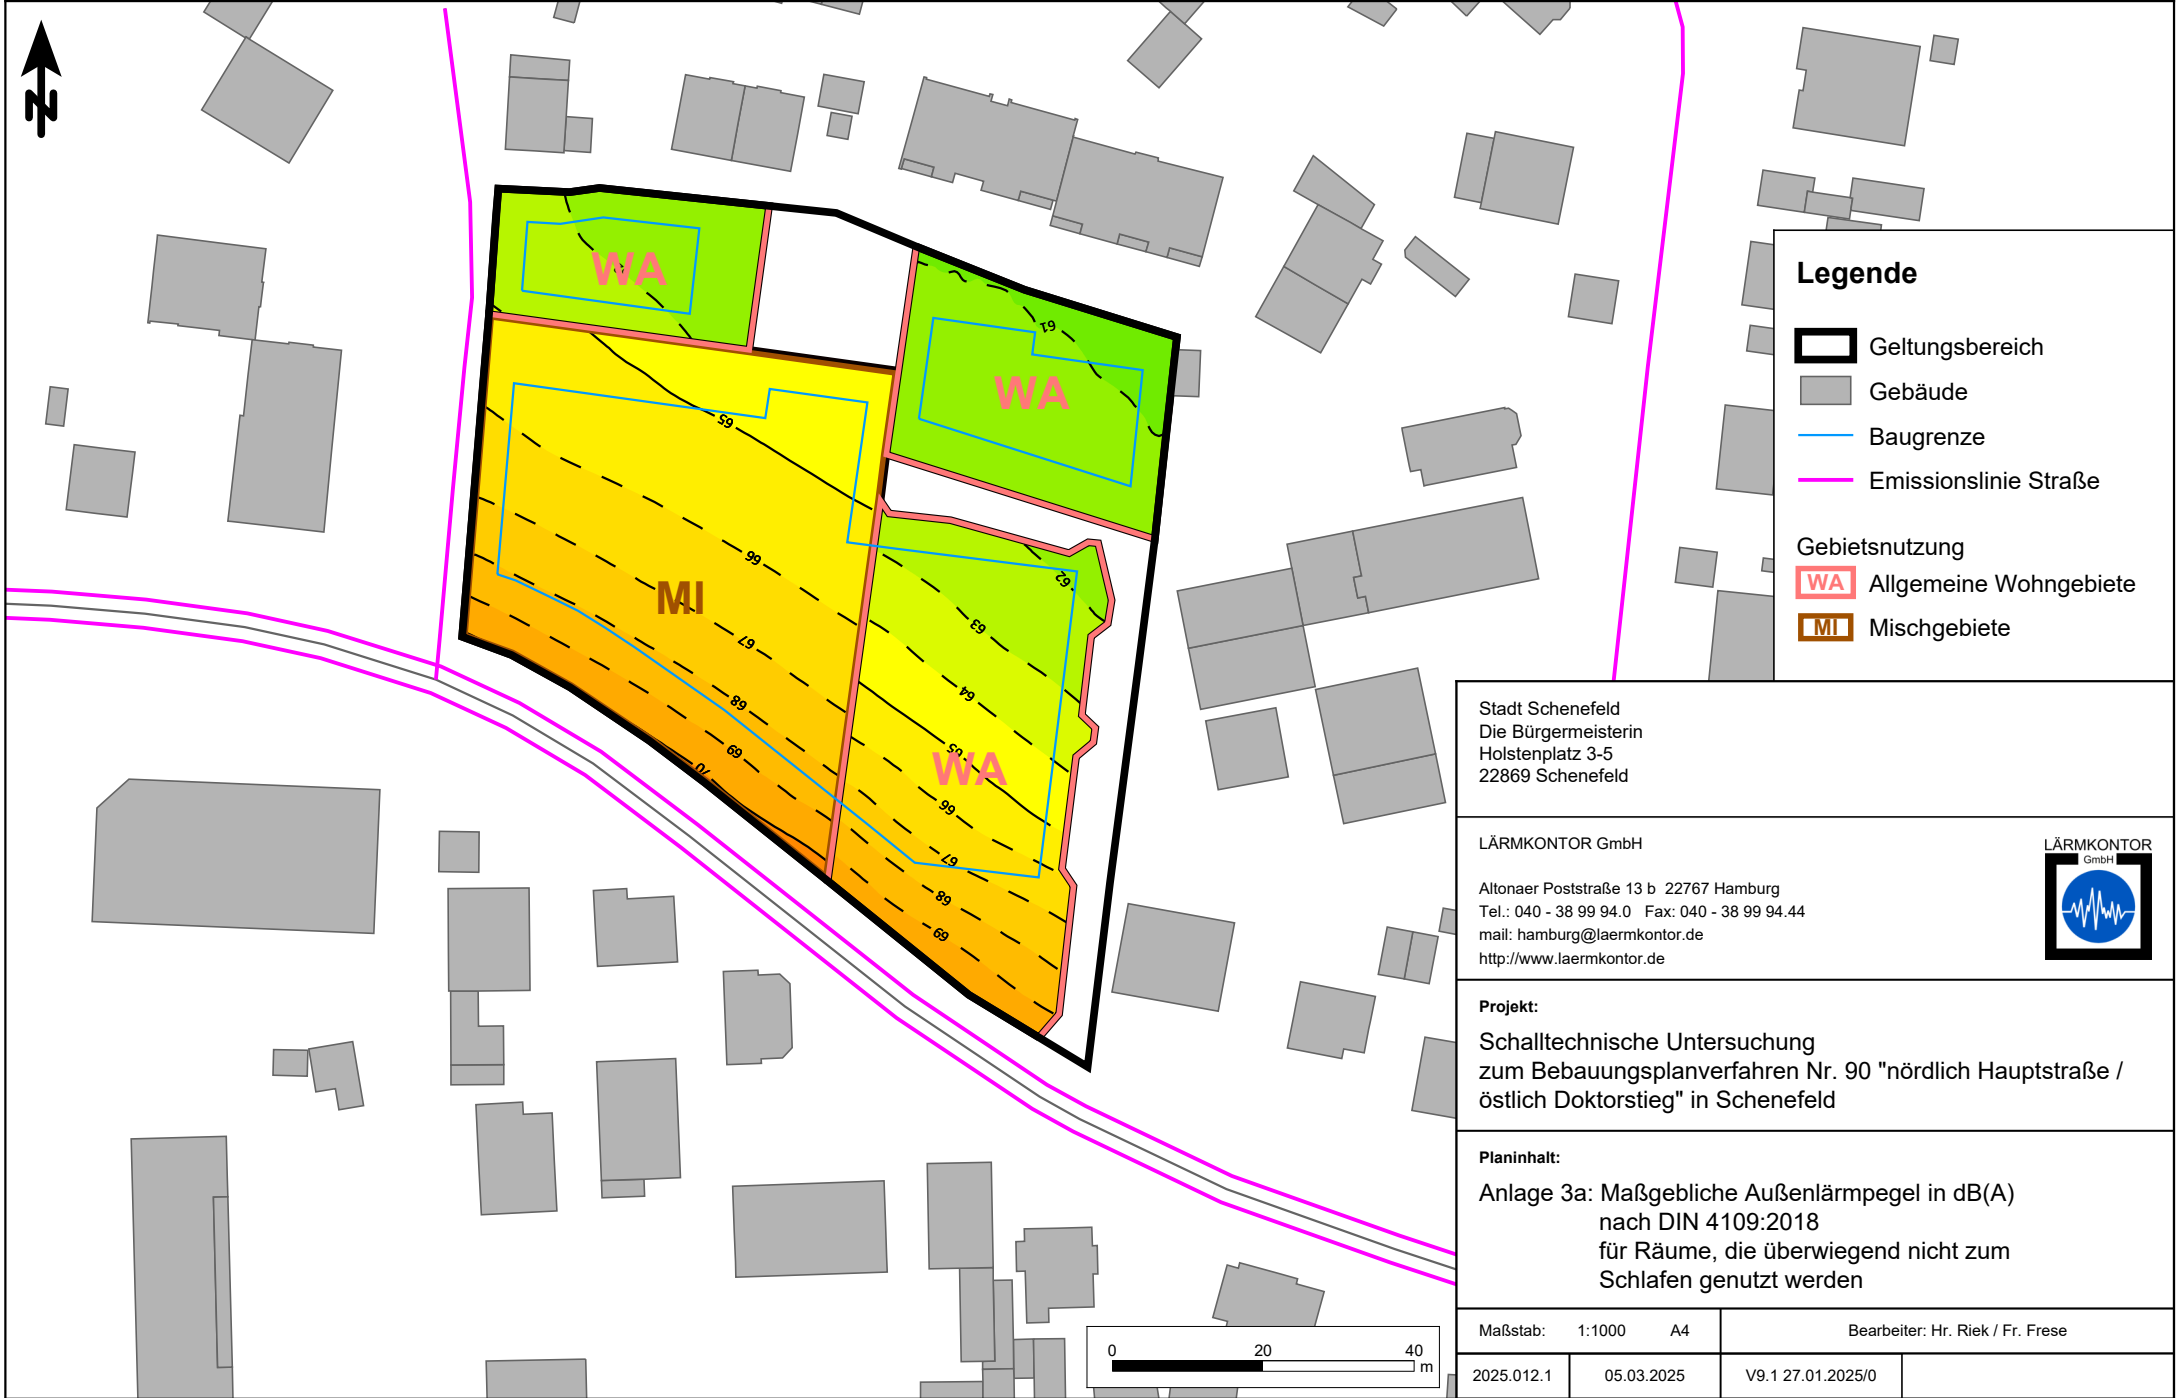 N
WA
61
WA
65
66
MI
67
68
69
70
62
63
64
65
WA
66
67
68
69
0 20 40
m
Legende
Geltungsbereich
Gebäude
Baugrenze
Emissionslinie Straße
Gebietsnutzung
WA Allgemeine Wohngebiete
MI Mischgebiete
Stadt Schenefeld
Die Bürgermeisterin
Holstenplatz 3-5
22869 Schenefeld
LÄRMKONTOR GmbH
Altonaer Poststraße 13 b 22767 Hamburg
Tel.: 040 - 38 99 94.0 Fax: 040 - 38 99 94.44
mail: hamburg@laermkontor.de
http://www.laermkontor.de
LÄRMKONTOR
GmbH
Projekt:
Schalltechnische Untersuchung
zum Bebauungsplanverfahren Nr. 90 "nördlich Hauptstraße /
östlich Doktorstieg" in Schenefeld
Planinhalt:
Anlage 3a: Maßgebliche Außenlärmpegel in dB(A)
nach DIN 4109:2018
für Räume, die überwiegend nicht zum
Schlafen genutzt werden
Maßstab: 1:1000 A4 Bearbeiter: Hr. Riek / Fr. Frese
2025.012.1 05.03.2025 V9.1 27.01.2025/0